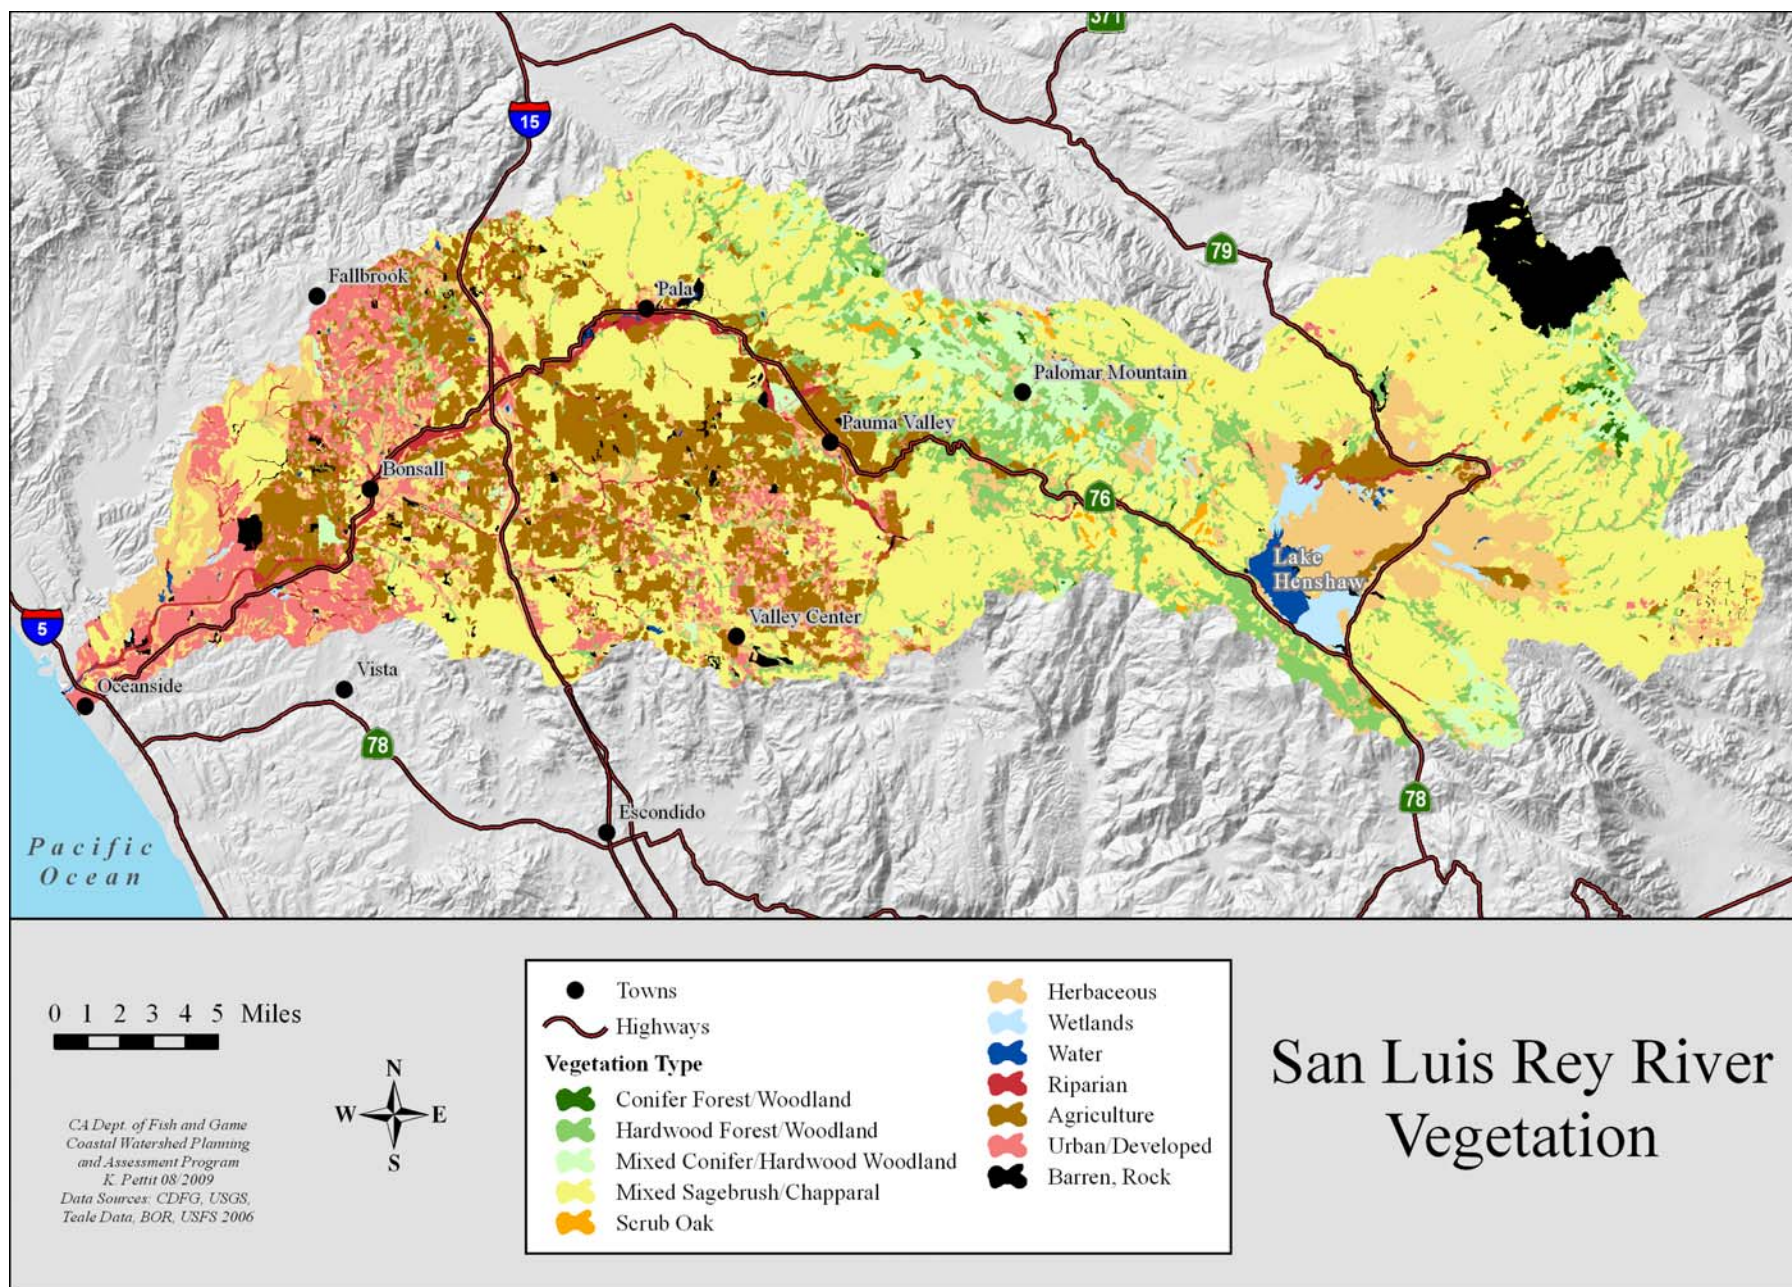 371
15
79
Fallbrook
Pala
Palomar Mountain
Pauma Valley
Bonsall
76
Lake
Henshaw
5
Valley Center
Vista
Oceanside
78
78
Escondido
Pacific
Ocean
0 1 2 3 4 5 Miles
N
W E
S
CA Dept. of Fish and Game
Coastal Watershed Planning
and Assessment Program
K. Pettit 08/2009
Data Sources: CDFG, USGS,
Teale Data, BOR, USFS 2006
Towns
Highways
Vegetation Type
Conifer Forest/Woodland
Hardwood Forest/Woodland
Mixed Conifer/Hardwood Woodland
Mixed Sagebrush/Chapparal
Scrub Oak
Herbaceous
Wetlands
Water
Riparian
Agriculture
Urban/Developed
Barren, Rock
San Luis Rey River
Vegetation